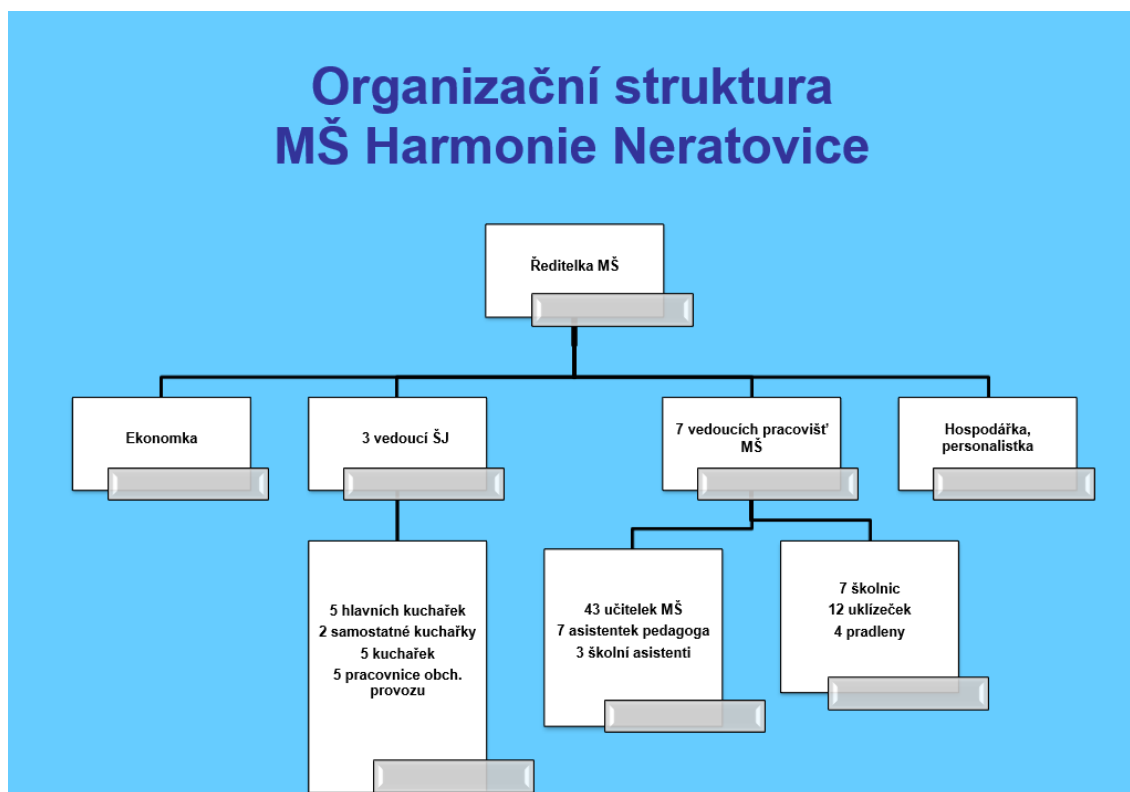 Organizační struktura
MŠ Harmonie Neratovice
Ředitelka MŠ
Ekonomka
3 vedoucí ŠJ
7 vedoucích pracovišť
MŠ
Hospodářka,
personalistka
5 hlavních kuchařek
2 samostatné kuchařky
5 kuchařek
5 pracovnice obch.
provozu
43 učitelek MŠ
7 asistentek pedagoga
3 školní asistenti
7 školnic
12 uklízeček
4 pradleny